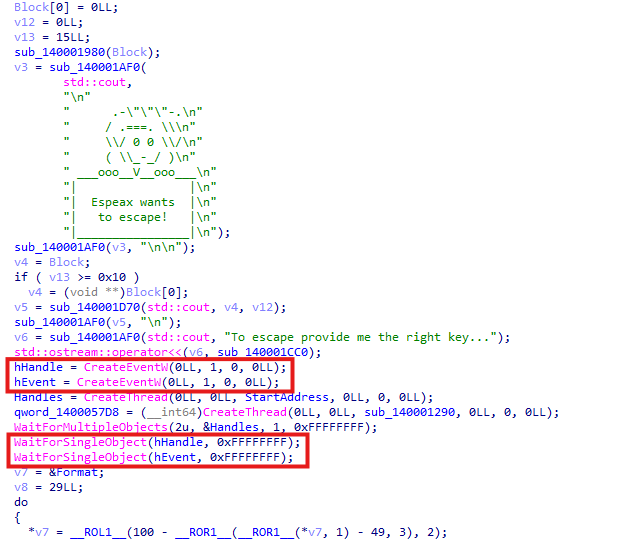 Block[0] = 0LL;
v12 = 0LL;
v13 = 15LL;
sub_140001980(Block);
v3 = sub_140001AF0(
std::cout,
"\n"
"      .-\"\"\"-.\n"
"     / .===. \\\n"
"     \\/ 0 0 \\/\n"
"     ( \\_-_/ )\n"
" ___ooo__V__ooo___\n"
"|                 |\n"
"|  Espeax wants  |\n"
"|   to escape!   |\n"
"|_________________|\n");
sub_140001AF0(v3, "\n\n");
v4 = Block;
if ( v13 >= 0x10 )
v4 = (void **)Block[0];
v5 = sub_140001D70(std::cout, v4, v12);
sub_140001AF0(v5, "\n");
v6 = sub_140001AF0(std::cout, "To escape provide me the right key...");
std::ostream::operator<<(v6, sub_140001CC0);
hHandle = CreateEventW(0LL, 1, 0, 0LL);
hEvent = CreateEventW(0LL, 1, 0, 0LL);
Handles = CreateThread(0LL, 0LL, StartAddress, 0LL, 0, 0LL);
qword_1400057D8 = (__int64)CreateThread(0LL, 0LL, sub_140001290, 0LL, 0, 0LL);
WaitForMultipleObjects(2u, &Handles, 1, 0xFFFFFFFF);
WaitForSingleObject(hHandle, 0xFFFFFFFF);
WaitForSingleObject(hEvent, 0xFFFFFFFF);
v7 = &Format;
v8 = 29LL;
do
{
*v7 = __ROL1__(100 - __ROR1__(__ROR1__(*v7, 1) - 49, 3), 2);